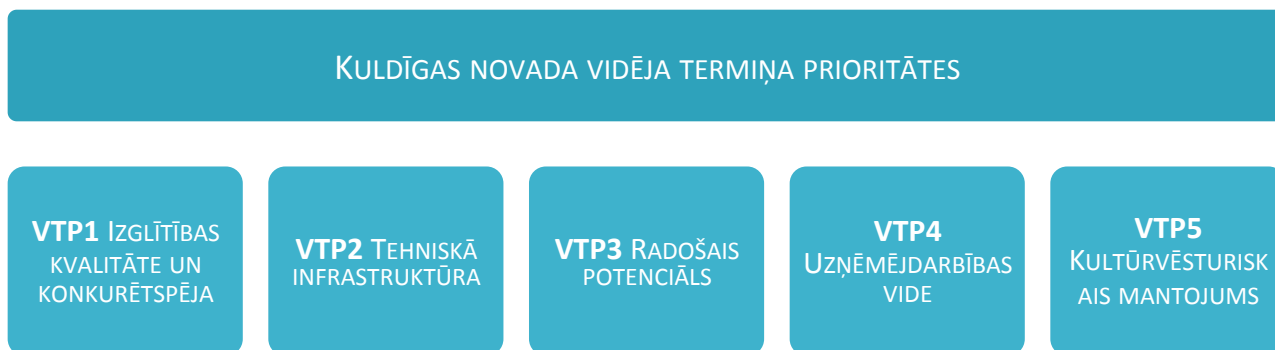 Kuldīgas novada vidēja termiņa prioritātes
VTP1 Izglītības
kvalitāte un
konkurētspēja
VTP2 Tehniskā
infrastruktūra
VTP3 Radošais
potenciāls
VTP4
Uzņēmējdarbības
vide
VTP5
Kultūrvēsturisk
ais mantojums